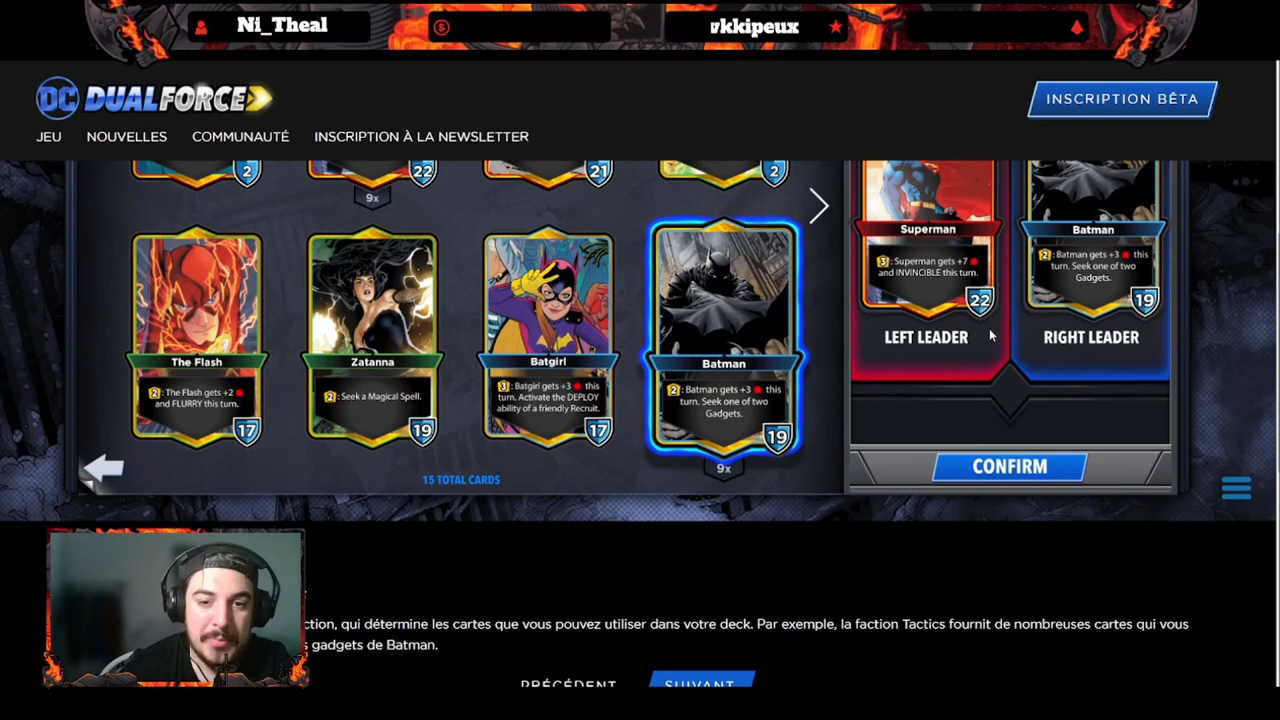 Ni_Theal
vkkipeux
DC DUAL FORCE
INSCRIPTION BÊTA
JEU NOUVELLES COMMUNAUTÉ INSCRIPTION À LA NEWSLETTER
2 22 21 2
9x
Superman
3: Superman gets +7
and INVINCIBLE this turn.
22
LEFT LEADER
Batman
2: Batman gets +3 this
turn. Seek one of two
Gadgets.
19
RIGHT LEADER
The Flash
2: The Flash gets +2
and FLURRY this turn.
17
Zatanna
2: Seek a Magical Spell.
19
Batgirl
3: Batgirl gets +3 this
turn. Activate the DEPLOY
ability of a friendly Recruit.
17
Batman
2: Batman gets +3 this
turn. Seek one of two
Gadgets.
19
9x
15 TOTAL CARDS
CONFIRM
ction, qui détermine les cartes que vous pouvez utiliser dans votre deck. Par exemple, la faction Tactics fournit de nombreuses cartes qui vous
s gadgets de Batman.
PRÉCÉDENT SUIVANT